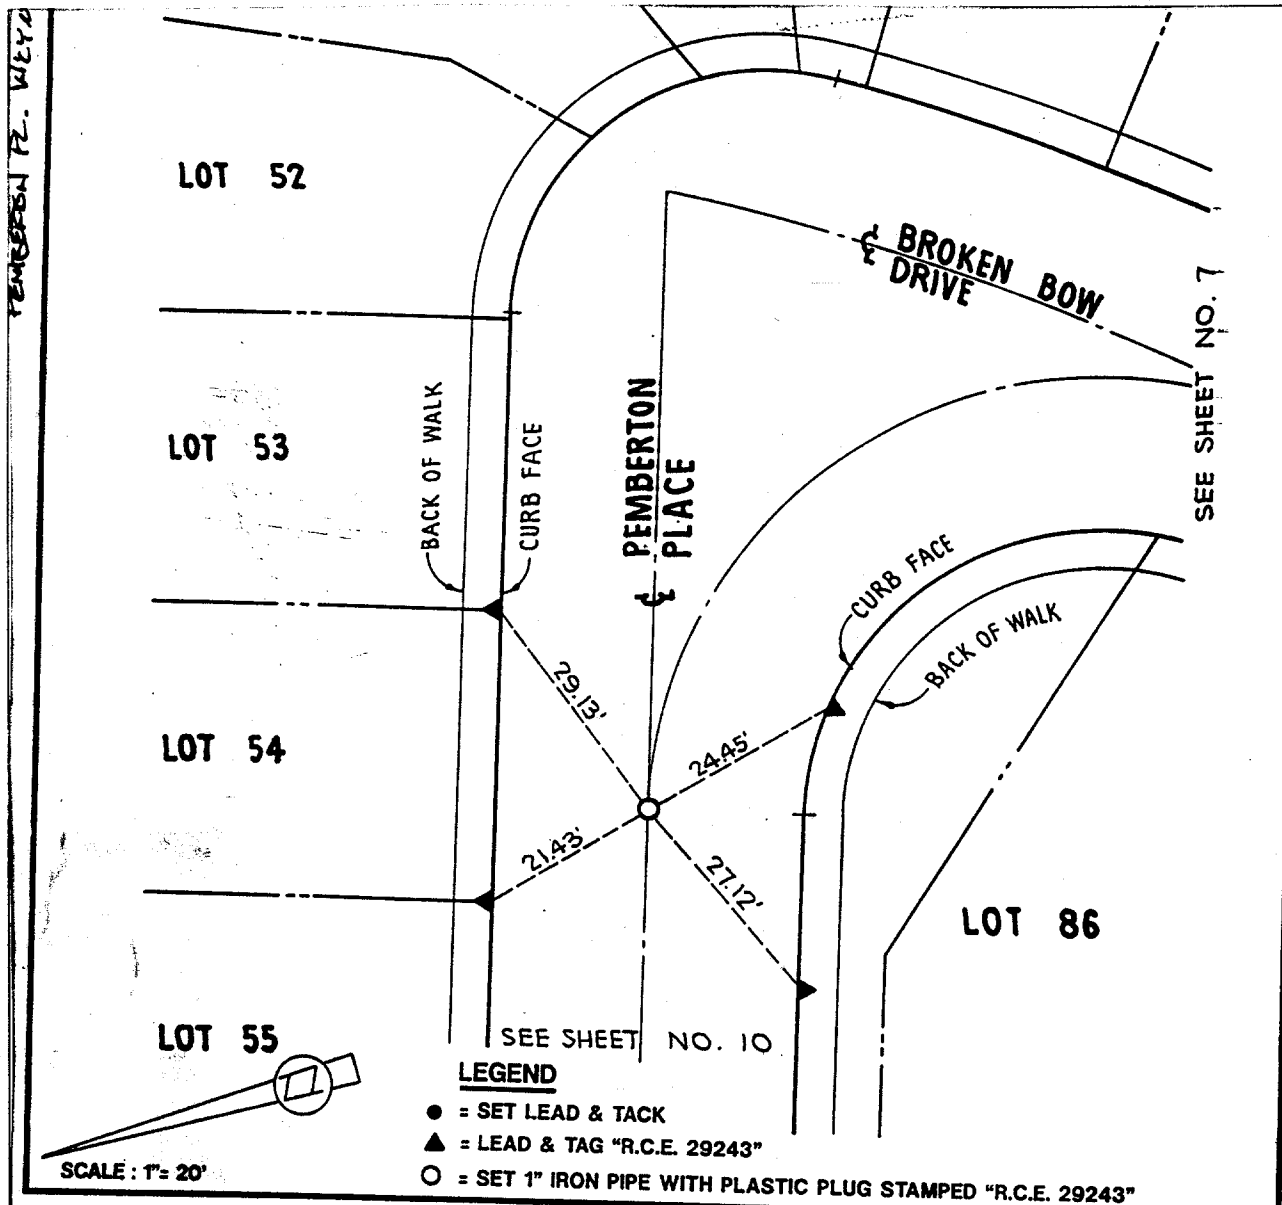 LOT 52
BROKEN BOW
DRIVE
SEE SHEET NO. 7
PEMBERTON
PLACE
LOT 53
BACK OF WALK
CURB FACE
CURB FACE
BACK OF WALK
29.13'
24.45'
LOT 54
21.43'
27.12'
LOT 86
LOT 55
SEE SHEET NO. 10
LEGEND
● = SET LEAD & TACK
▲ = LEAD & TAG "R.C.E. 29243"
○ = SET 1" IRON PIPE WITH PLASTIC PLUG STAMPED "R.C.E. 29243"
SCALE : 1"= 20'